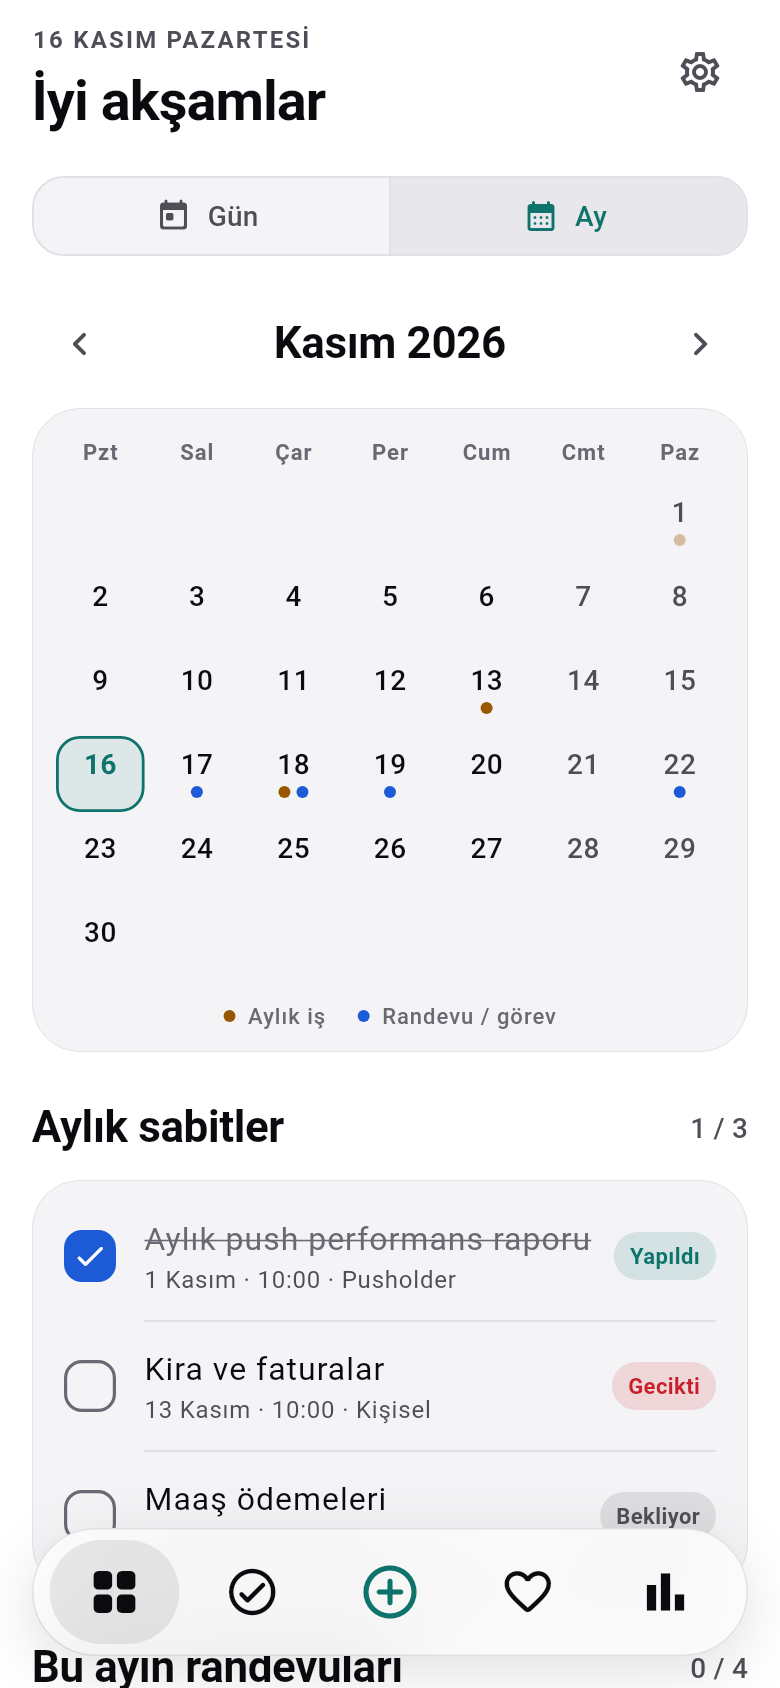 16 KASIM PAZARTESİ
İyi akşamlar
Gün Ay
Kasım 2026
Pzt Sal Çar Per Cum Cmt Paz
1
2 3 4 5 6 7 8
9 10 11 12 13 14 15
16 17 18 19 20 21 22
23 24 25 26 27 28 29
30
Aylık iş Randevu / görev
Aylık sabitler 1 / 3
Aylık push performans raporu Yapıldı
1 Kasım · 10:00 · Pusholder
Kira ve faturalar Gecikti
13 Kasım · 10:00 · Kişisel
Maaş ödemeleri Bekliyor
Bu ayın randevuları 0 / 4